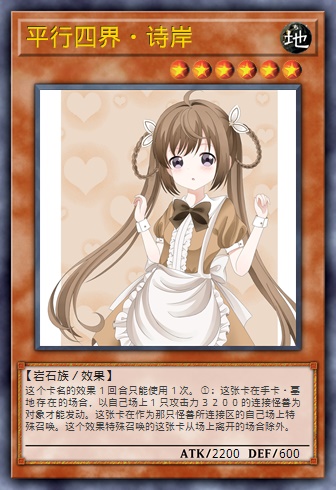 平行四界・诗岸
地
【岩石族／效果】
这个卡名的效果1回合只能使用1次。①：这张卡在手卡・墓
地存在的场合，以自己场上1只攻击力3200的连接怪兽为
对象才能发动。这张卡在作为那只怪兽所连接区的自己场上特
殊召唤。这个效果特殊召唤的这张卡从场上离开的场合除外。
ATK/2200 DEF/600